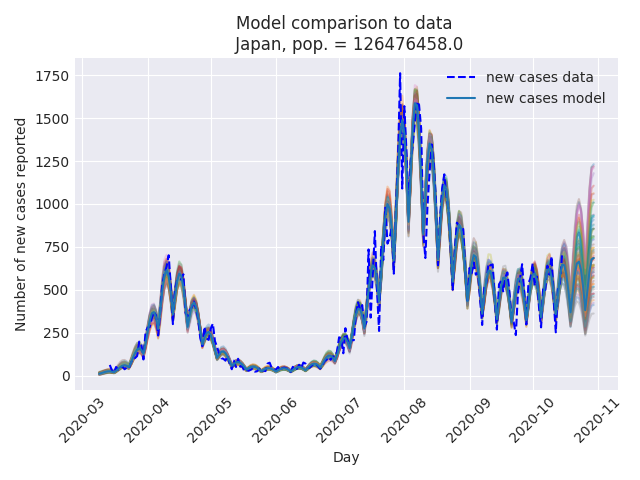 Model comparison to data
Japan, pop. = 126476458.0
new cases data
new cases model
Number of new cases reported
1750
1500
1250
1000
750
500
250
0
2020-03
2020-04
2020-05
2020-06
2020-07
2020-08
2020-09
2020-10
2020-11
Day